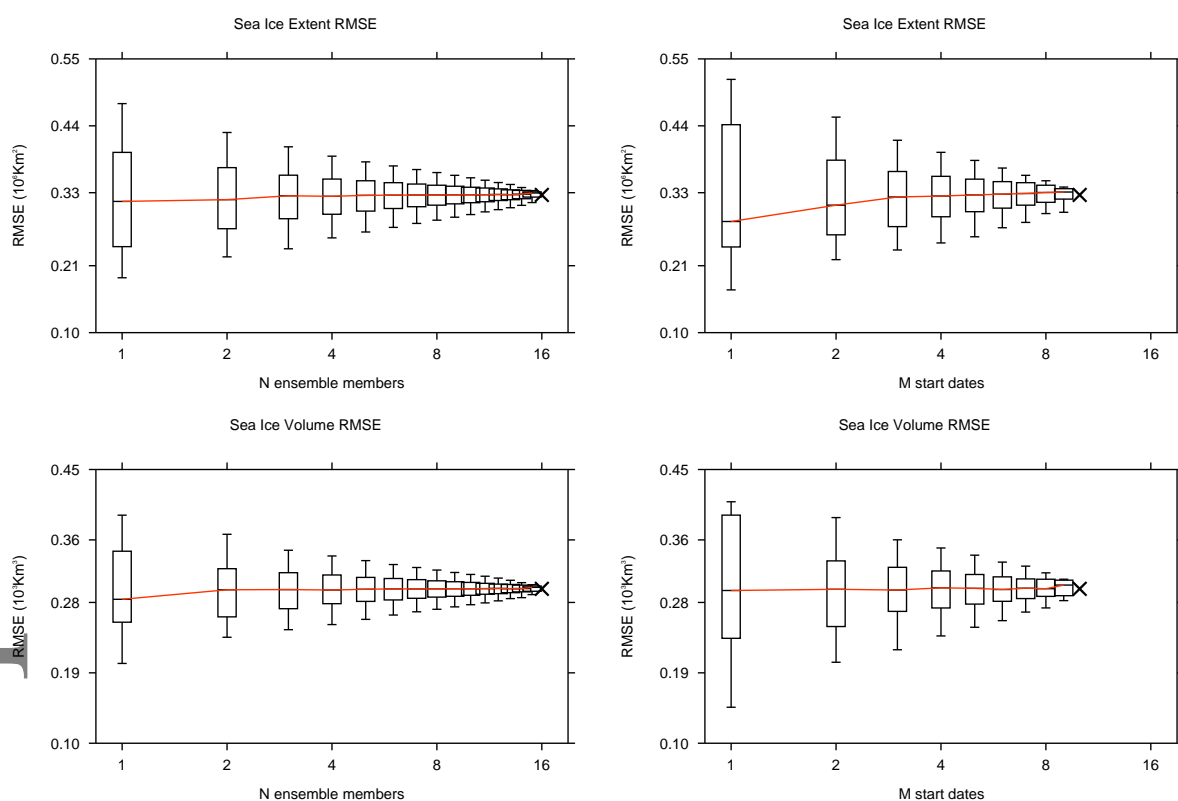 Sea Ice Extent RMSE
0.55
0.44
0.33
0.21
0.10
RMSE (10⁶Km²)
1 2 4 8 16
N ensemble members
Sea Ice Extent RMSE
0.55
0.44
0.33
0.21
0.10
RMSE (10⁶Km²)
1 2 4 8 16
M start dates
Sea Ice Volume RMSE
0.45
0.36
0.28
0.19
0.10
RMSE (10³Km³)
1 2 4 8 16
N ensemble members
Sea Ice Volume RMSE
0.45
0.36
0.28
0.19
0.10
RMSE (10³Km³)
1 2 4 8 16
M start dates